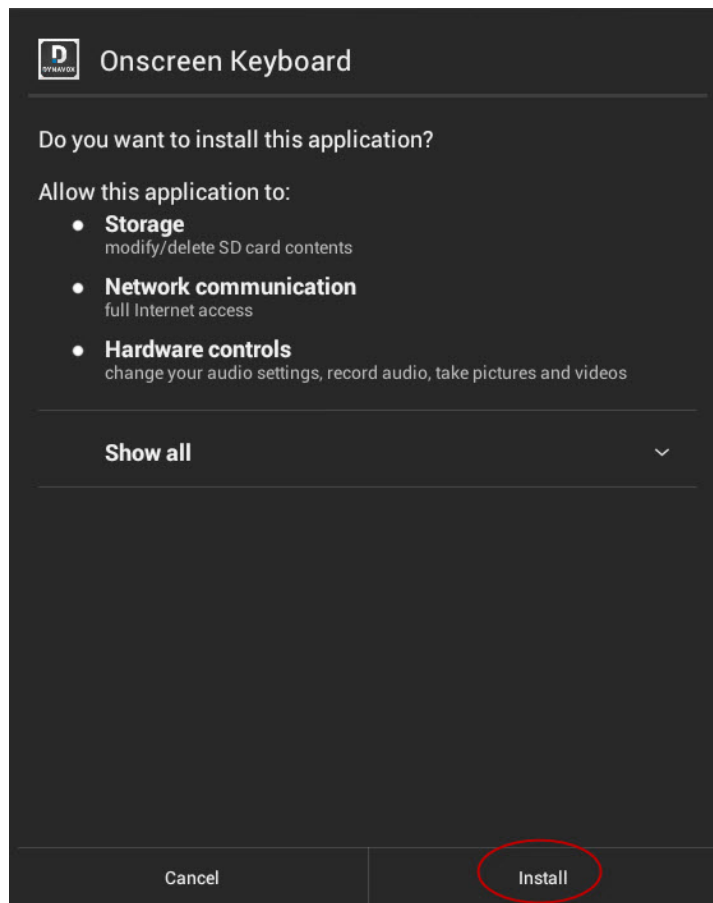 D
DYNAVOX
Onscreen Keyboard
Do you want to install this application?
Allow this application to:
Storage
modify/delete SD card contents
Network communication
full Internet access
Hardware controls
change your audio settings, record audio, take pictures and videos
Show all
Cancel
Install